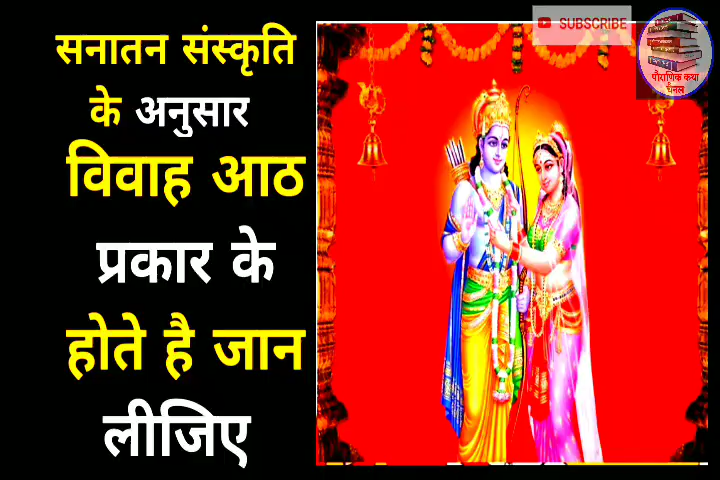 सनातन संस्कृति
के अनुसार
विवाह आठ
प्रकार के
होते है जान
लीजिए
SUBSCRIBE
पौराणिक कथा
चैनल